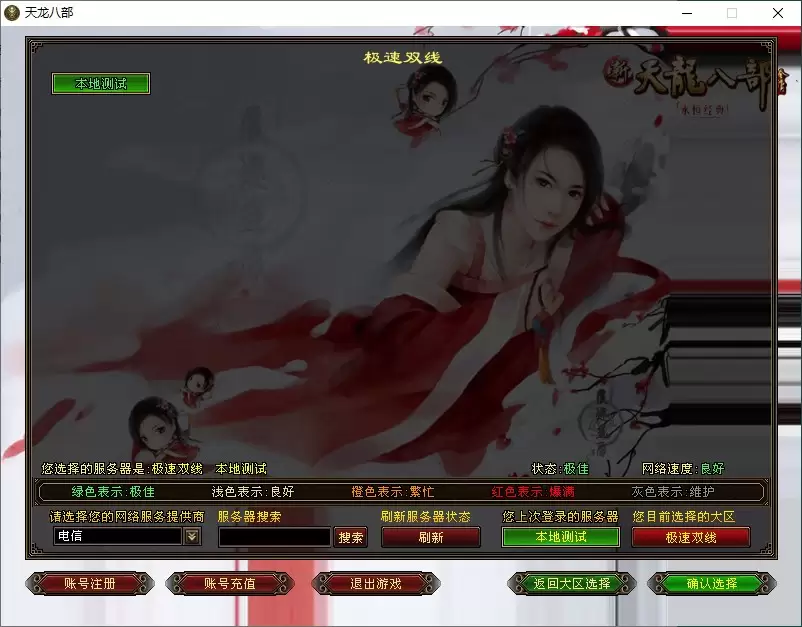 天龙八部
极速双线
本地测试
新天龍八部
永恒经典
您选择的服务器是:极速双线 本地测试 状态:极佳 网络速度:良好
绿色表示:极佳 浅色表示:良好 橙色表示:繁忙 红色表示:爆满 灰色表示:维护
请选择您的网络服务提供商 服务器搜索 刷新服务器状态 您上次登录的服务器 您目前选择的大区
电信 搜索 刷新 本地测试 极速双线
账号注册 账号充值 退出游戏 返回大区选择 确认选择